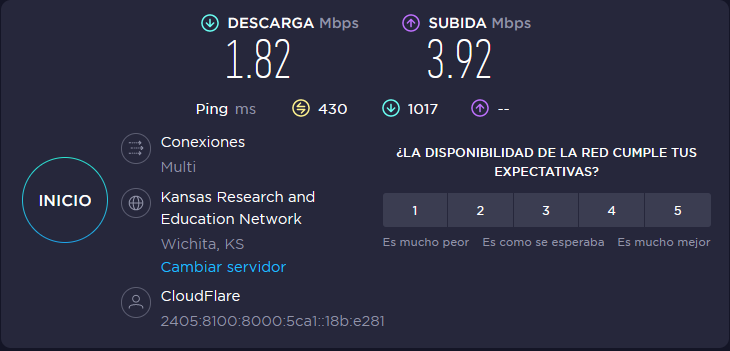 DESCARGA Mbps SUBIDA Mbps
1.82 3.92
Ping ms 430 1017 --
Conexiones
Multi
¿LA DISPONIBILIDAD DE LA RED CUMPLE TUS
EXPECTATIVAS?
INICIO
Kansas Research and
Education Network
Wichita, KS
Cambiar servidor
1 2 3 4 5
Es mucho peor Es como se esperaba Es mucho mejor
CloudFlare
2405:8100:8000:5ca1::18b:e281